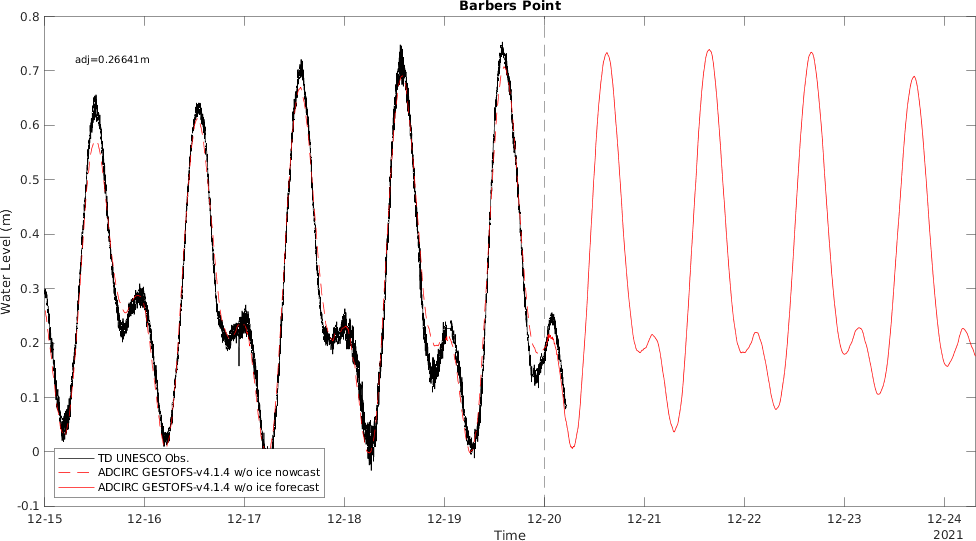 Barbers Point
0.8
adj=0.26641m
0.7
0.6
0.5
0.4
Water Level (m)
0.3
0.2
0.1
0
TD UNESCO Obs.
ADCIRC GESTOFS-v4.1.4 w/o ice nowcast
ADCIRC GESTOFS-v4.1.4 w/o ice forecast
-0.1
12-15 12-16 12-17 12-18 12-19 12-20 12-21 12-22 12-23 12-24
Time 2021